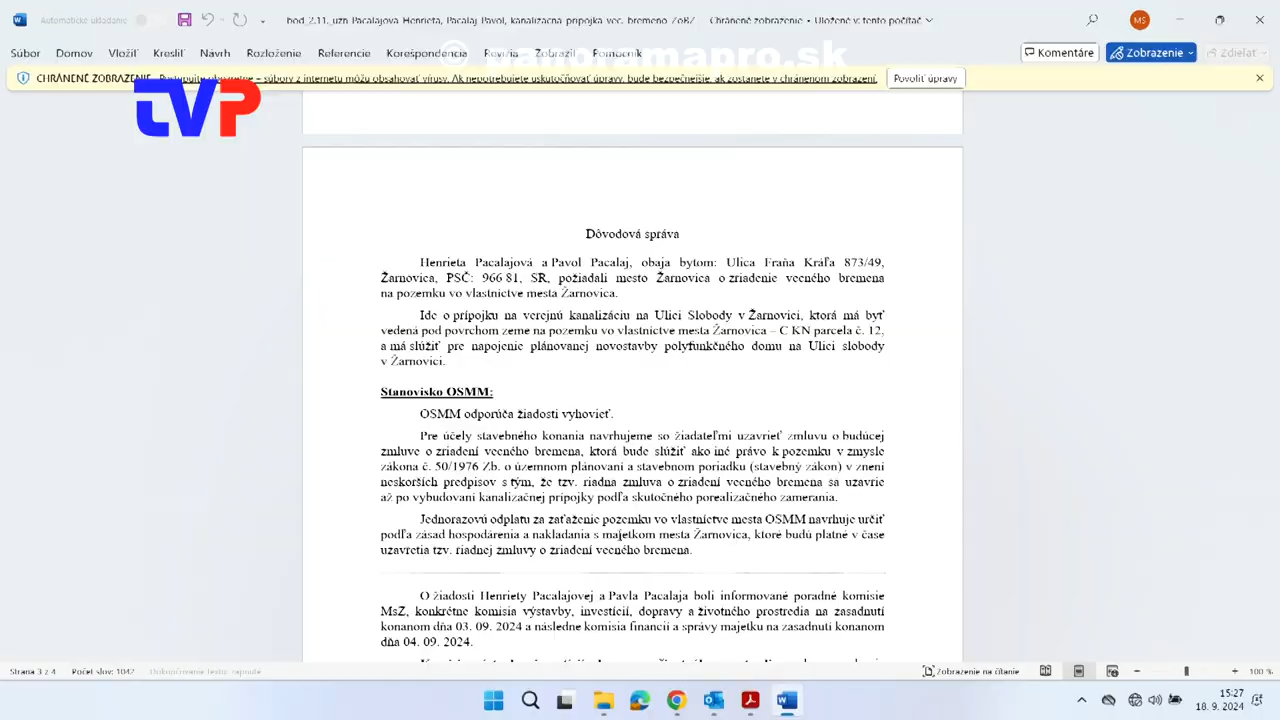 Automatické ukladanie
bod_2.11._uzn Pacalajová Henrieta, Pacalaj Pavol, kanalizačná prípojka vec. bremeno ZoBZ - Chránené zobrazenie • Uložené v: tento počítač
MS
Súbor Domov Vložiť Kresliť Návrh Rozloženie Referencie Korešpondencia Revízia Zobraziť Pomocník
Komentáre Zobrazenie Zdieľať
CHRÁNENÉ ZOBRAZENIE Postupujte obozretne – súbory z internetu môžu obsahovať vírusy. Ak nepotrebujete uskutočňovať úpravy, bude bezpečnejšie, ak zostanete v chránenom zobrazení. Povoliť úpravy
tVP
Dôvodová správa
Henrieta Pacalajová a Pavol Pacalaj, obaja bytom: Ulica Fraňa Kráľa 873/49,
Žarnovica, PSČ: 966 81, SR, požiadali mesto Žarnovica o zriadenie vecného bremena
na pozemku vo vlastníctve mesta Žarnovica.
Ide o prípojku na verejnú kanalizáciu na Ulici Slobody v Žarnovici, ktorá má byť
vedená pod povrchom zeme na pozemku vo vlastníctve mesta Žarnovica – C KN parcela č. 12,
a má slúžiť pre napojenie plánovanej novostavby polyfunkčného domu na Ulici slobody
v Žarnovici.
Stanovisko OSMM:
OSMM odporúča žiadosti vyhovieť.
Pre účely stavebného konania navrhujeme so žiadateľmi uzavrieť zmluvu o budúcej
zmluve o zriadení vecného bremena, ktorá bude slúžiť ako iné právo k pozemku v zmysle
zákona č. 50/1976 Zb. o územnom plánovaní a stavebnom poriadku (stavebný zákon) v znení
neskorších predpisov s tým, že tzv. riadna zmluva o zriadení vecného bremena sa uzavrie
až po vybudovaní kanalizačnej prípojky podľa skutočného porealizačného zamerania.
Jednorazovú odplatu za zaťaženie pozemku vo vlastníctve mesta OSMM navrhuje určiť
podľa zásad hospodárenia a nakladania s majetkom mesta Žarnovica, ktoré budú platné v čase
uzavretia tzv. riadnej zmluvy o zriadení vecného bremena.
O žiadosti Henriety Pacalajovej a Pavla Pacalaja boli informované poradné komisie
MsZ, konkrétne komisia výstavby, investícií, dopravy a životného prostredia na zasadnutí
konanom dňa 03. 09. 2024 a následne komisia financií a správy majetku na zasadnutí konanom
dňa 04. 09. 2024.
Strana 3 z 4 Počet slov: 1042 Zobrazenie na čítanie 100 %
15:27
18. 9. 2024